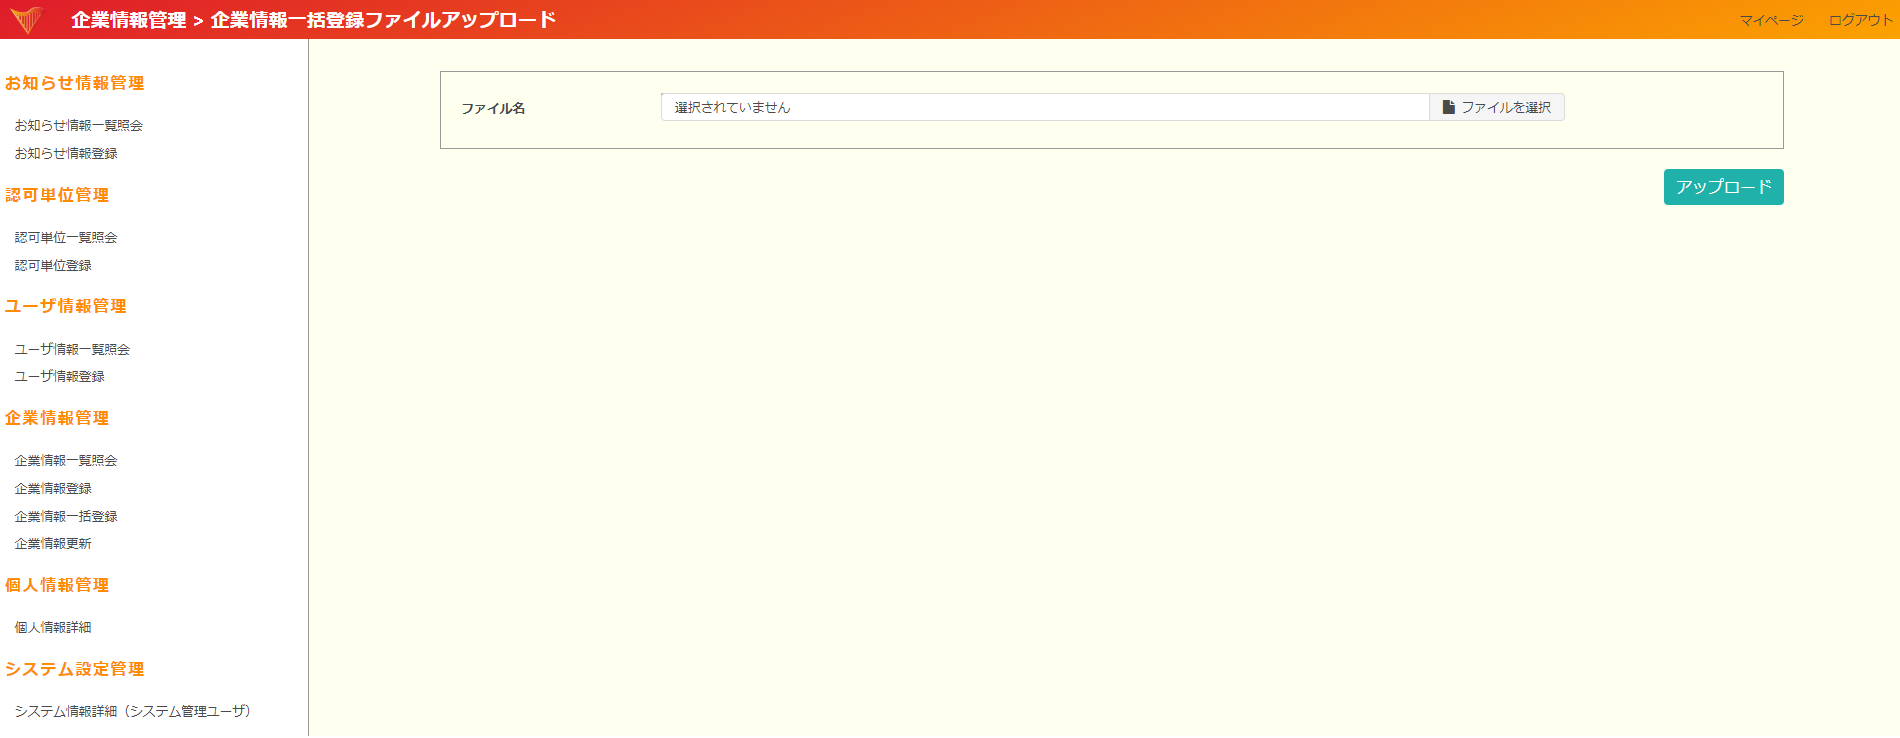 企業情報管理 > 企業情報一括登録ファイルアップロード
マイページ
ログアウト
お知らせ情報管理
お知らせ情報一覧照会
お知らせ情報登録
認可単位管理
認可単位一覧照会
認可単位登録
ユーザ情報管理
ユーザ情報一覧照会
ユーザ情報登録
企業情報管理
企業情報一覧照会
企業情報登録
企業情報一括登録
企業情報更新
個人情報管理
個人情報詳細
システム設定管理
システム情報詳細（システム管理ユーザ）
ファイル名
選択されていません
ファイルを選択
アップロード